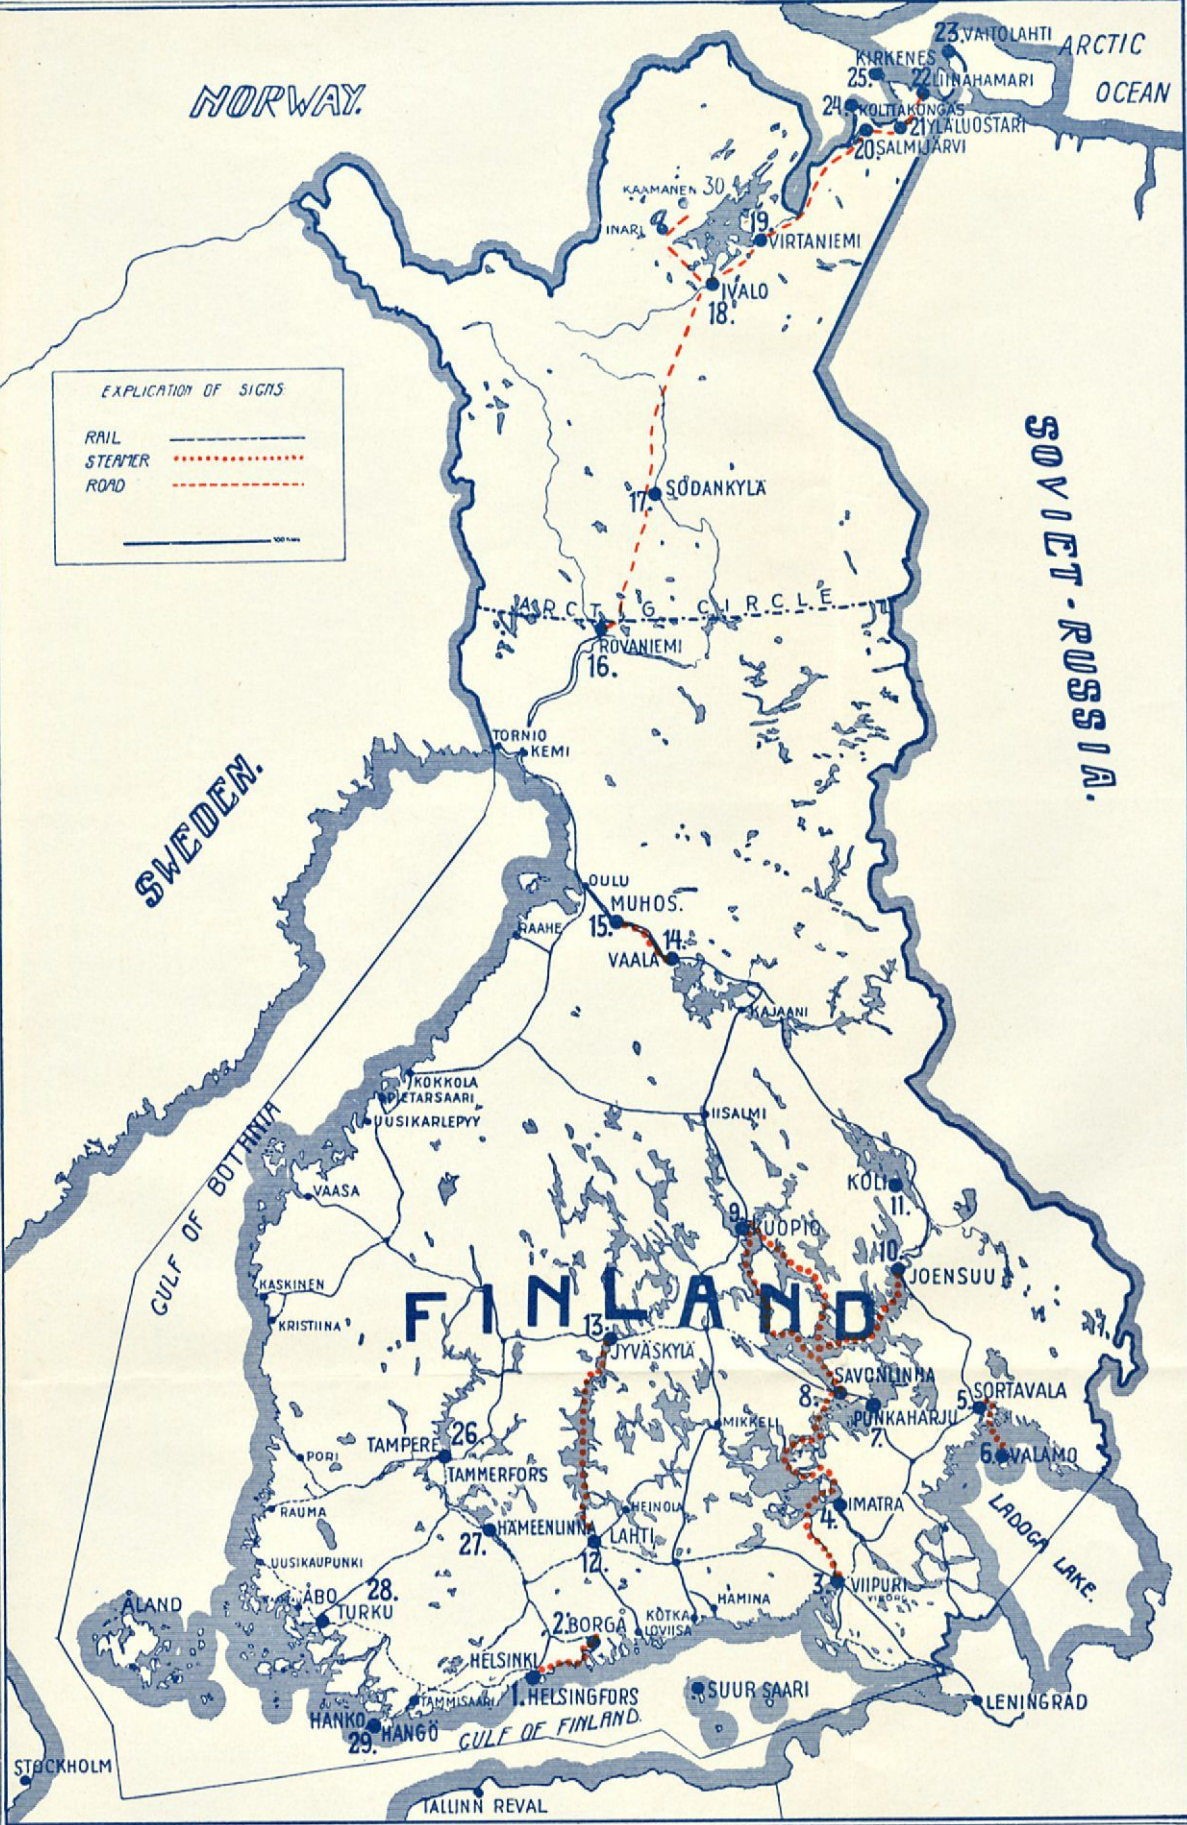 23. VAITOLAHTI
ARCTIC
OCEAN
KIRKENES
25.
22 LIINAHAMARI
NORWAY.
24. KOLTTAKÖNGÄS
21 YLÄLUOSTARI
20. SALMIJÄRVI
KAAMANEN 30
INARI
19.
VIRTANIEMI
IVALO
18.
EXPLICATION OF SIGNS
RAIL
STEAMER
ROAD
SOVIET-RUSSIA.
17. SODANKYLÄ
ARCTIC CIRCLE
ROVANIEMI
16.
TORNIO
KEMI
SWEDEN.
OULU
MUHOS.
15.
RAAHE
14.
VAALA
KAJAANI
KOKKOLA
PIETARSAARI
UUSIKARLEPYY
IISALMI
GULF OF BOTHNIA
VAASA
KOLI
11.
9. KUOPIO
10.
JOENSUU
KASKINEN
FINLAND
KRISTIINA
13.
JYVÄSKYLÄ
SAVONLINNA
8.
PUNKAHARJU
7.
SORTAVALA
5.
MIKKELI
TAMPERE 26.
TAMMERFORS
PORI
6. VALAMO
RAUMA
HEINOLA
IMATRA
4.
LADOGA LAKE.
HÄMEENLINNA
27.
LAHTI
12.
UUSIKAUPUNKI
3. VIIPURI
VIBORG
ÅLAND
ÅBO 28.
TURKU
HAMINA
KOTKA
LOVIISA
2. BORGÅ
HELSINKI
1. HELSINGFORS
SUUR SAARI
LENINGRAD
TAMMISAARI
HANKO
29. HANGÖ
GULF OF FINLAND.
STOCKHOLM
TALLINN REVAL